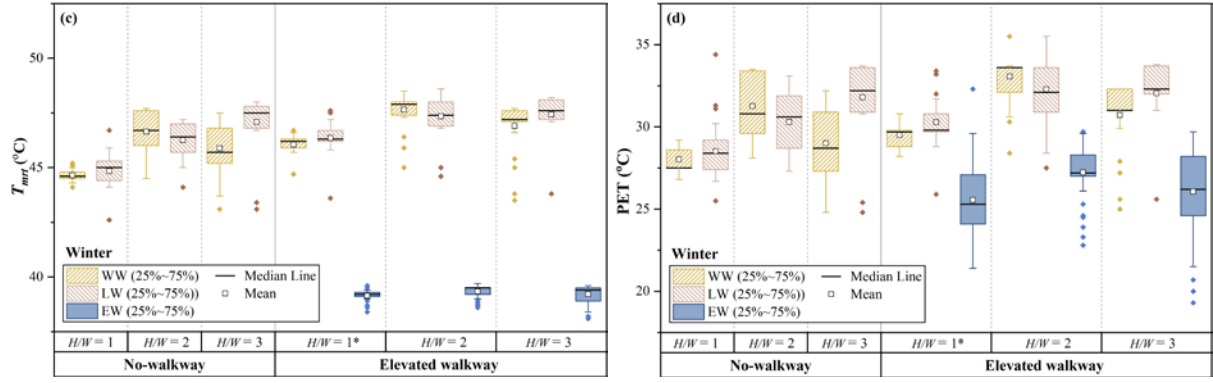 (c)
50
45
40
T_mrt (°C)
Winter
WW (25%~75%)
LW (25%~75%))
EW (25%~75%)
Median Line
Mean
H/W = 1
H/W = 2
H/W = 3
H/W = 1*
H/W = 2
H/W = 3
No-walkway
Elevated walkway
(d)
35
30
25
20
PET (°C)
Winter
WW (25%~75%)
LW (25%~75%))
EW (25%~75%)
Median Line
Mean
H/W = 1
H/W = 2
H/W = 3
H/W = 1*
H/W = 2
H/W = 3
No-walkway
Elevated walkway